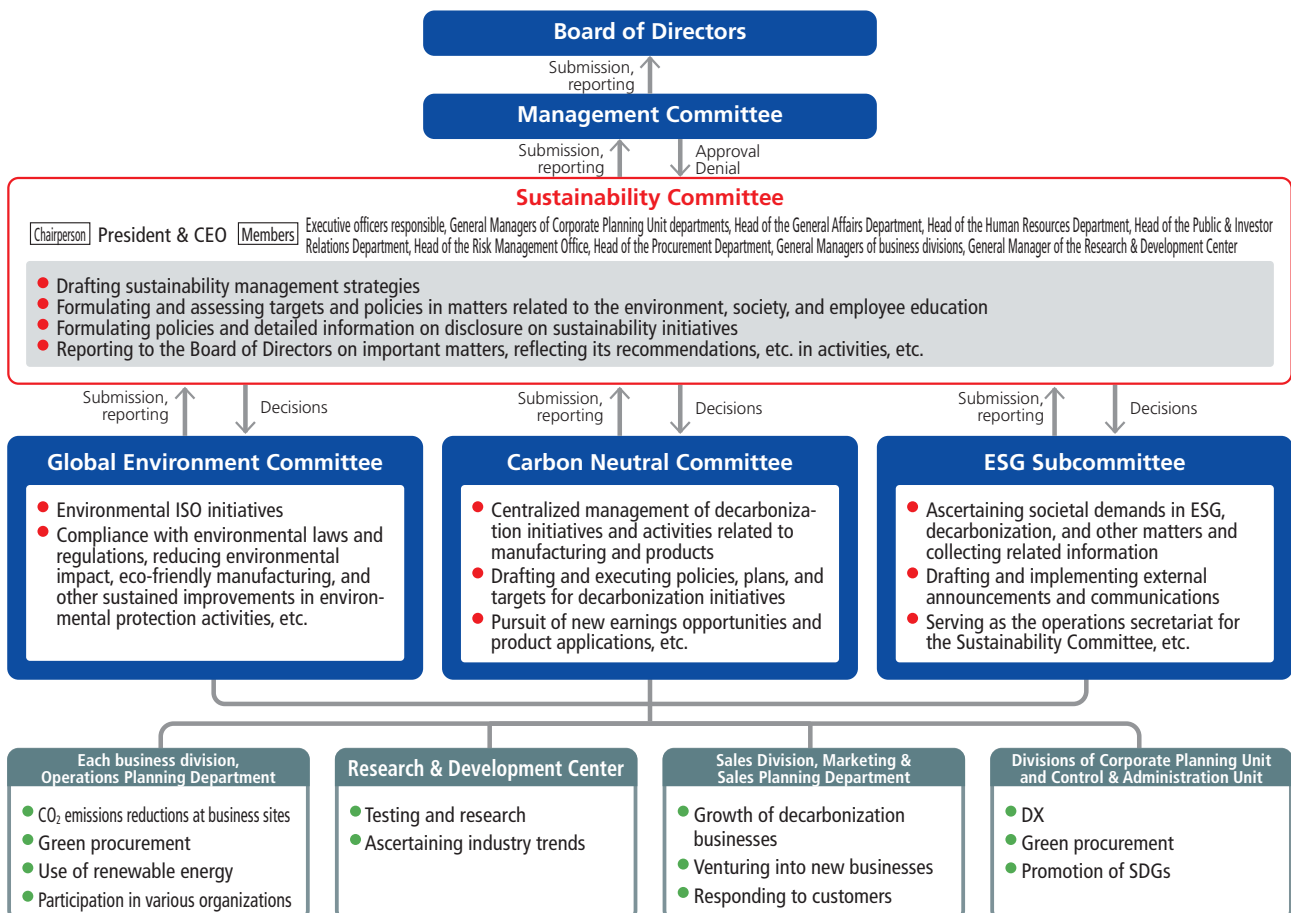 Board of Directors
Submission,
reporting
Management Committee
Submission,
reporting
Approval
Denial
Sustainability Committee
Chairperson President & CEO Members Executive officers responsible, General Managers of Corporate Planning Unit departments, Head of the General Affairs Department, Head of the Human Resources Department, Head of the Public & Investor
Relations Department, Head of the Risk Management Office, Head of the Procurement Department, General Managers of business divisions, General Manager of the Research & Development Center
● Drafting sustainability management strategies
● Formulating and assessing targets and policies in matters related to the environment, society, and employee education
● Formulating policies and detailed information on disclosure on sustainability initiatives
● Reporting to the Board of Directors on important matters, reflecting its recommendations, etc. in activities, etc.
Submission,
reporting
Decisions
Submission,
reporting
Decisions
Submission,
reporting
Decisions
Global Environment Committee
● Environmental ISO initiatives
● Compliance with environmental laws and
regulations, reducing environmental
impact, eco-friendly manufacturing, and
other sustained improvements in environ-
mental protection activities, etc.
Carbon Neutral Committee
● Centralized management of decarboniza-
tion initiatives and activities related to
manufacturing and products
● Drafting and executing policies, plans, and
targets for decarbonization initiatives
● Pursuit of new earnings opportunities and
product applications, etc.
ESG Subcommittee
● Ascertaining societal demands in ESG,
decarbonization, and other matters and
collecting related information
● Drafting and implementing external
announcements and communications
● Serving as the operations secretariat for
the Sustainability Committee, etc.
Each business division,
Operations Planning Department
● CO₂ emissions reductions at business sites
● Green procurement
● Use of renewable energy
● Participation in various organizations
Research & Development Center
● Testing and research
● Ascertaining industry trends
Sales Division, Marketing &
Sales Planning Department
● Growth of decarbonization
businesses
● Venturing into new businesses
● Responding to customers
Divisions of Corporate Planning Unit
and Control & Administration Unit
● DX
● Green procurement
● Promotion of SDGs